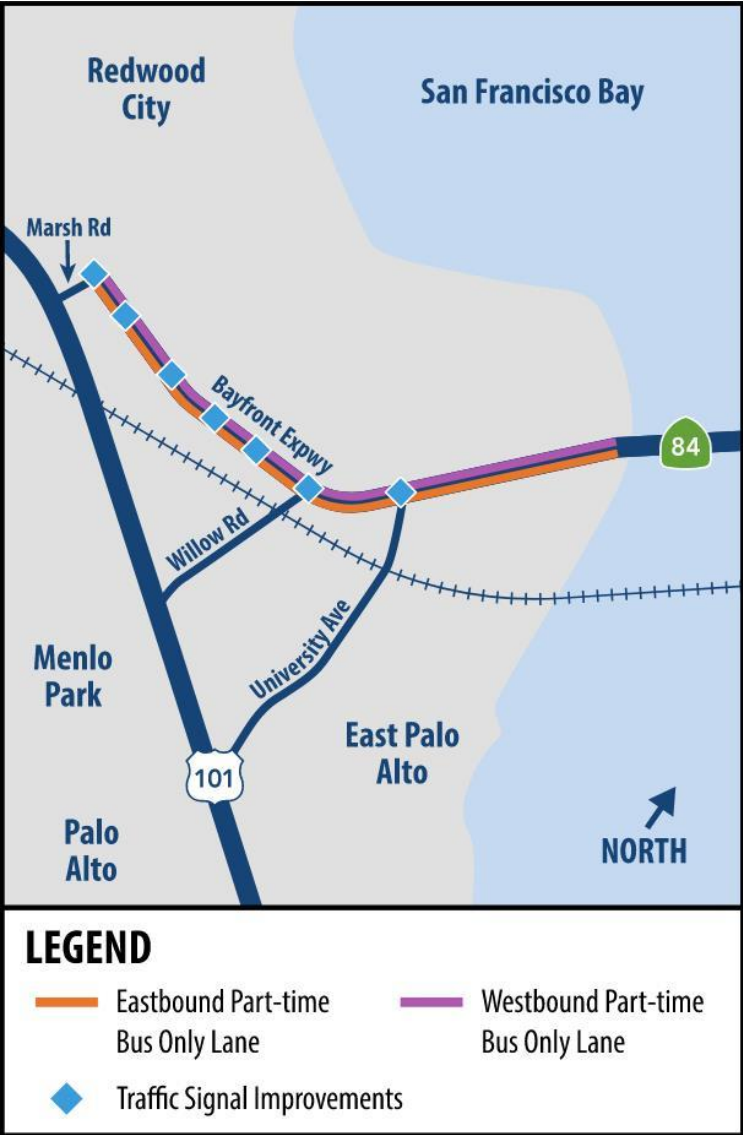 Redwood
City
San Francisco Bay
Marsh Rd
Bayfront Expwy
84
Willow Rd
University Ave
Menlo
Park
East Palo
Alto
101
Palo
Alto
NORTH
LEGEND
Eastbound Part-time
Bus Only Lane
Westbound Part-time
Bus Only Lane
Traffic Signal Improvements